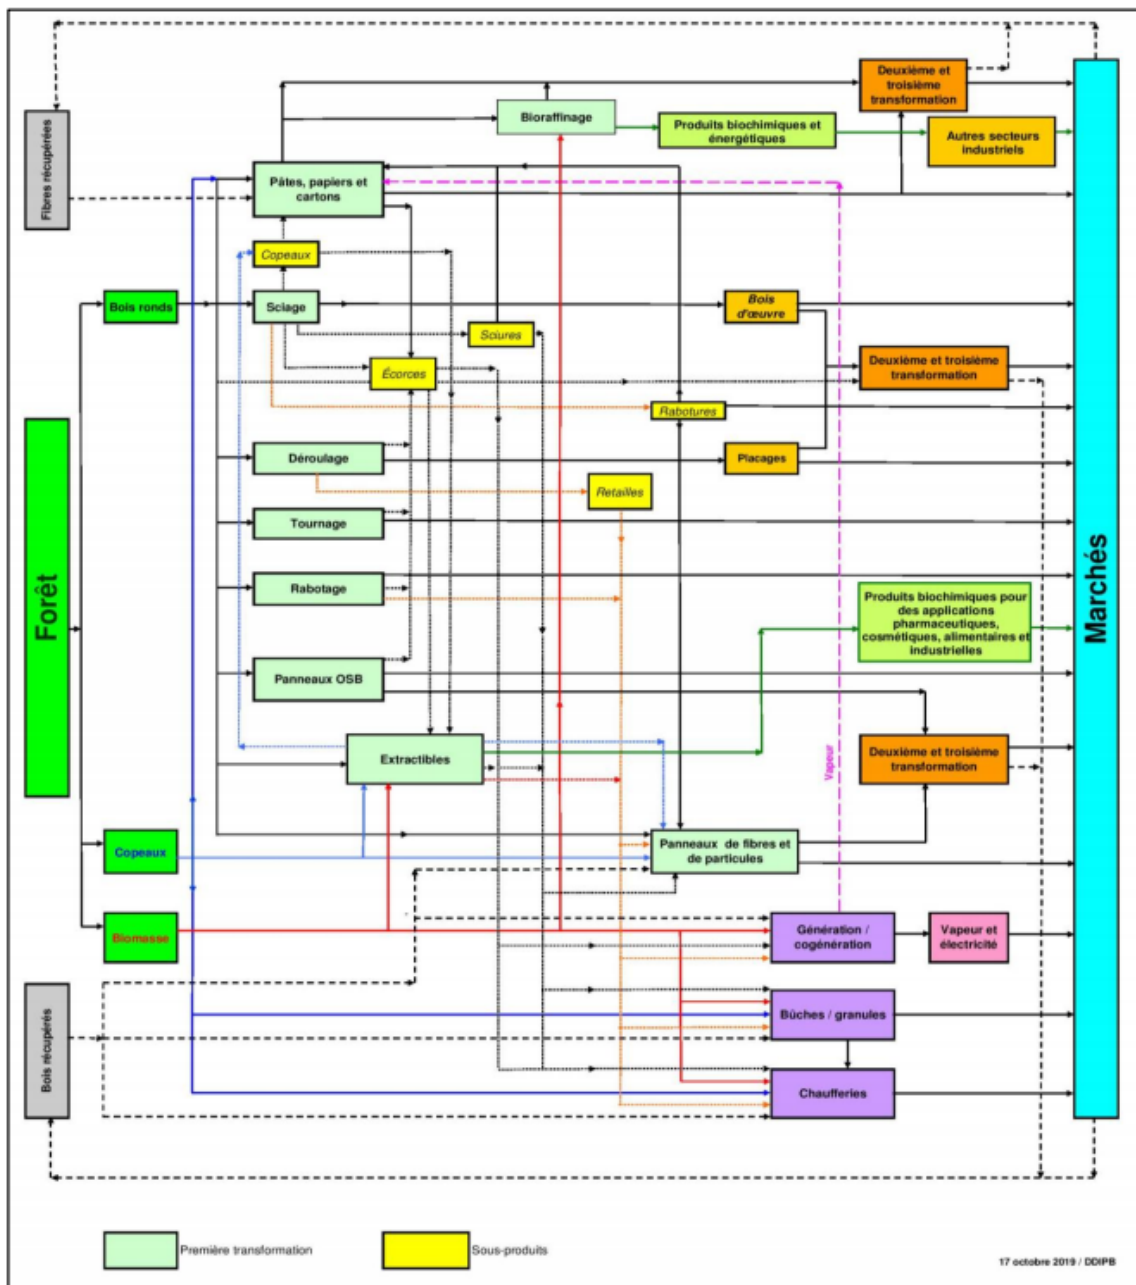 Deuxième et
troisième
transformation
Bioraffinage
Produits biochimiques et
énergétiques
Autres secteurs
industriels
Fibres récupérées
Pâtes, papiers et
cartons
Copeaux
Bois ronds
Sciage
Sciures
Bois
d'œuvre
Écorces
Deuxième et troisième
transformation
Rabotures
Déroulage
Placages
Retailles
Tournage
Rabotage
Forêt
Marchés
Produits biochimiques pour
des applications
pharmaceutiques,
cosmétiques, alimentaires et
industrielles
Panneaux OSB
Extractibles
Vapeur
Deuxième et troisième
transformation
Copeaux
Panneaux de fibres et
de particules
Biomasse
Génération /
cogénération
Vapeur et
électricité
Bois récupérés
Bûches / granules
Chaufferies
Première transformation
Sous-produits
17 octobre 2019 / DDIPB